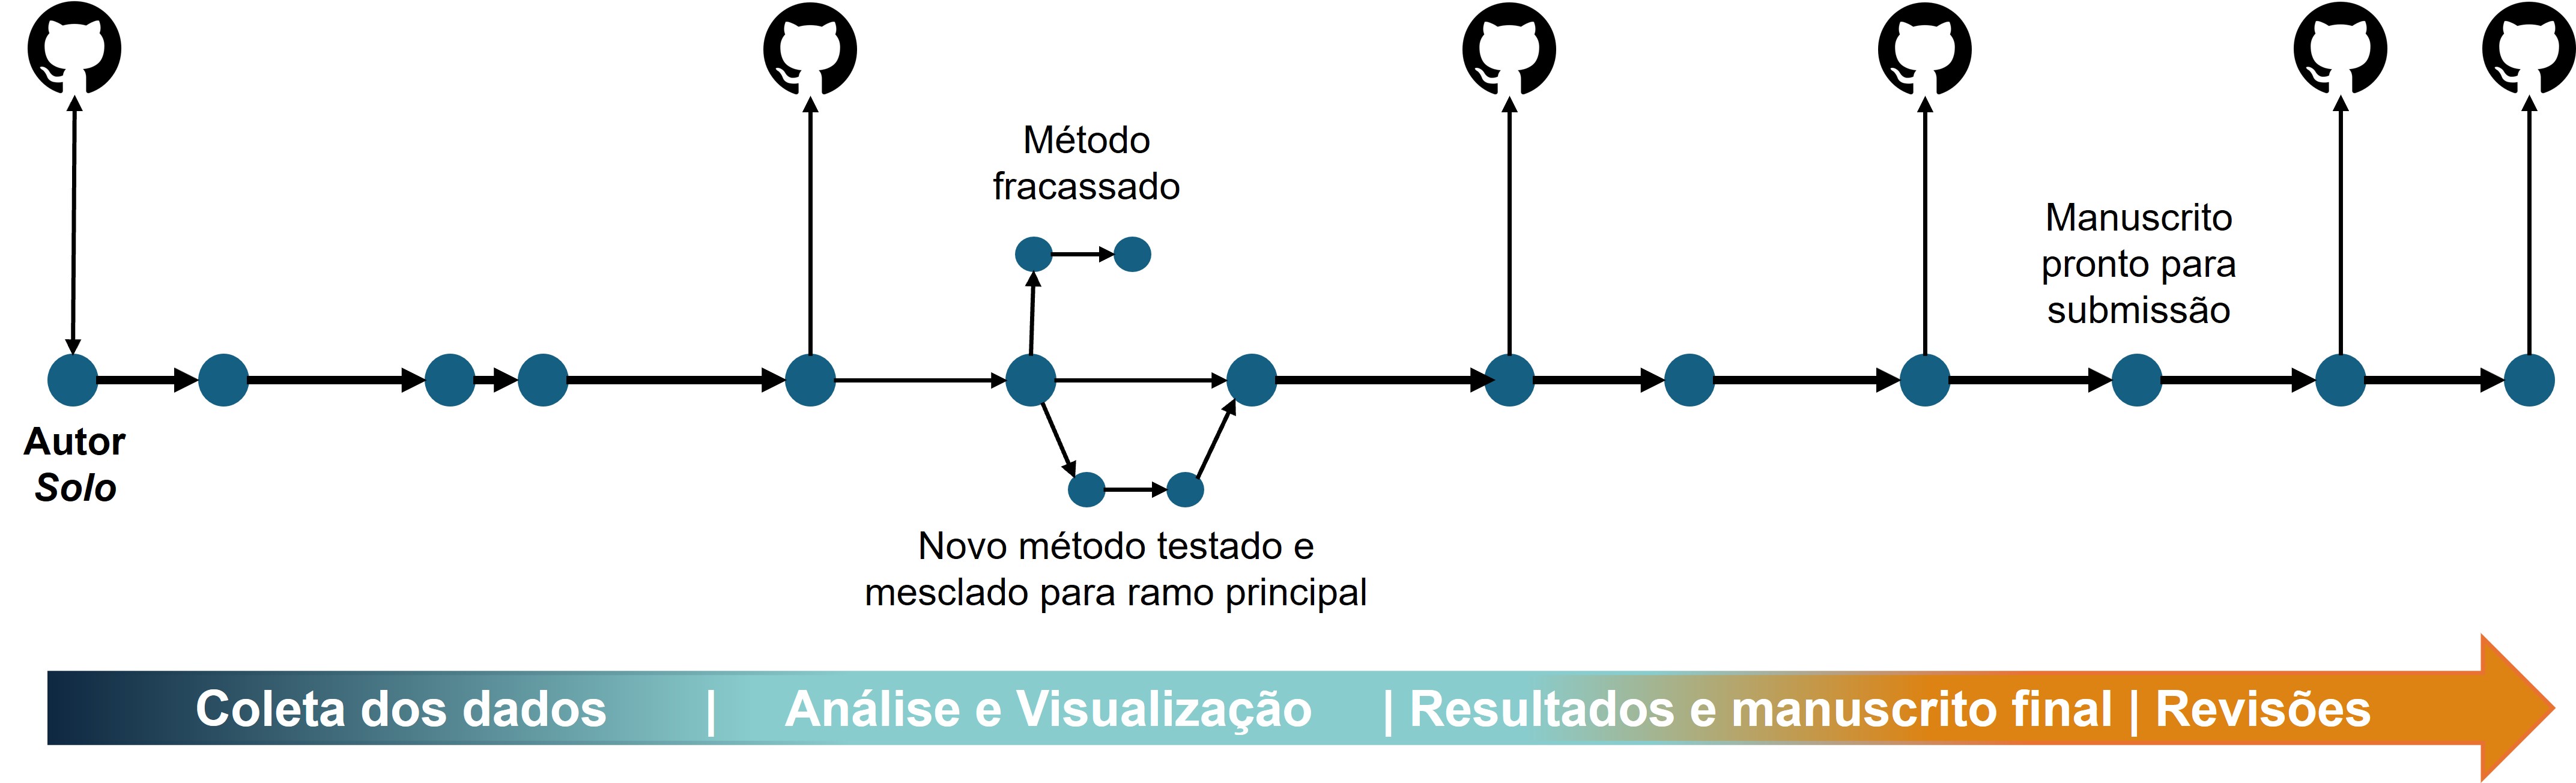 Método
fracassado
Manuscrito
pronto para
submissão
Autor
Solo
Novo método testado e
mesclado para ramo principal
Coleta dos dados | Análise e Visualização | Resultados e manuscrito final | Revisões